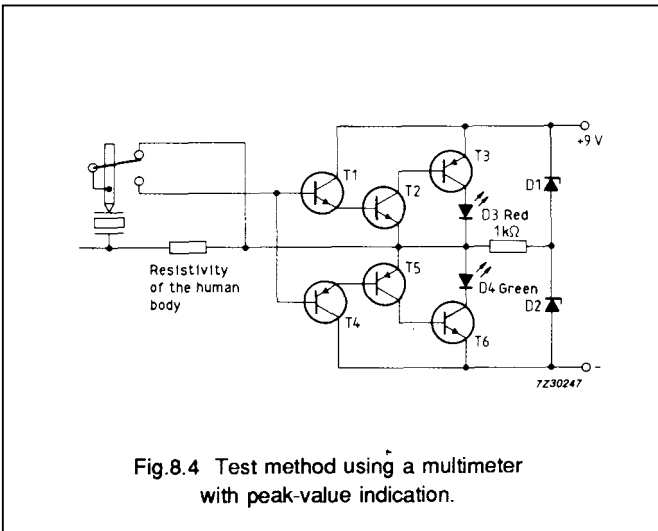 +9 V
T3
T1
T2
D1
D3 Red
1kΩ
Resistivity
of the human
body
T5
D4 Green
D2
T4
T6
-
7Z30247
Fig.8.4 Test method using a multimeter
with peak-value indication.